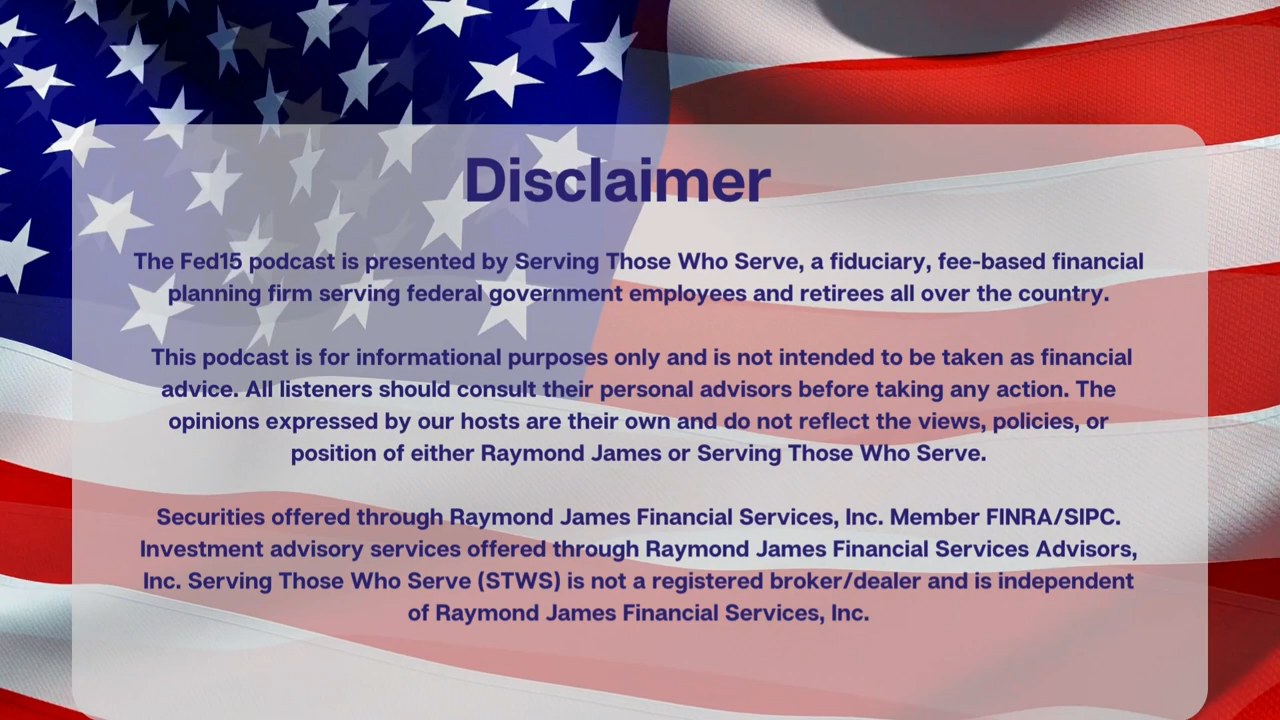 Disclaimer
The Fed15 podcast is presented by Serving Those Who Serve, a fiduciary, fee-based financial
planning firm serving federal government employees and retirees all over the country.
This podcast is for informational purposes only and is not intended to be taken as financial
advice. All listeners should consult their personal advisors before taking any action. The
opinions expressed by our hosts are their own and do not reflect the views, policies, or
position of either Raymond James or Serving Those Who Serve.
Securities offered through Raymond James Financial Services, Inc. Member FINRA/SIPC.
Investment advisory services offered through Raymond James Financial Services Advisors,
Inc. Serving Those Who Serve (STWS) is not a registered broker/dealer and is independent
of Raymond James Financial Services, Inc.